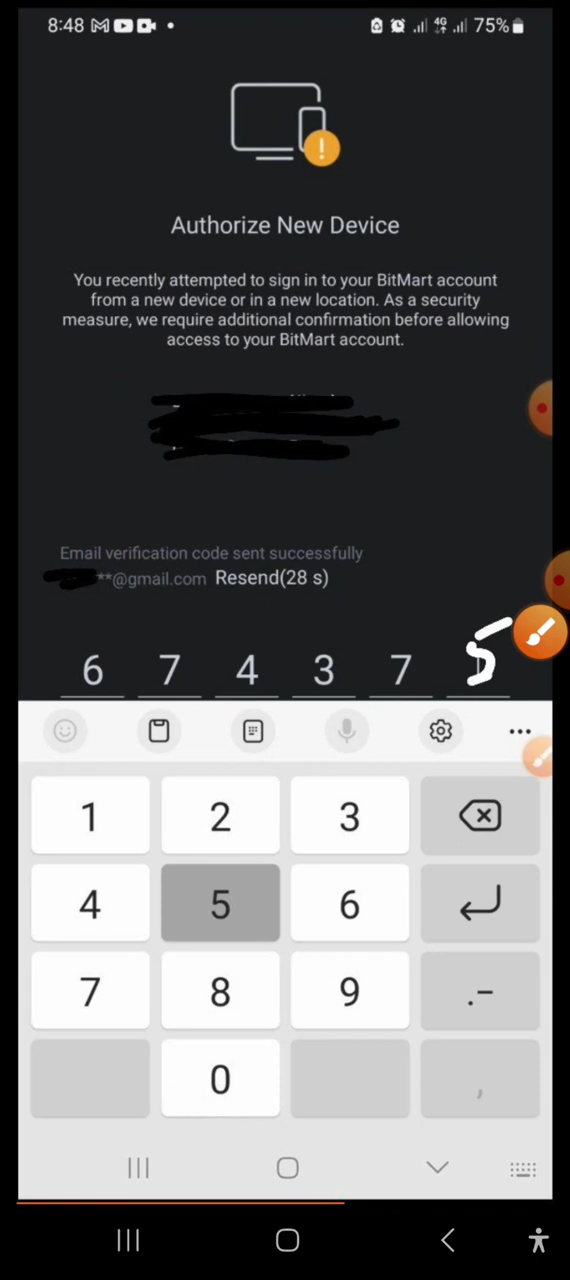 8:48 4G 75%
Authorize New Device
You recently attempted to sign in to your BitMart account
from a new device or in a new location. As a security
measure, we require additional confirmation before allowing
access to your BitMart account.
Email verification code sent successfully
**@gmail.com Resend(28 s)
6 7 4 3 7 5
1 2 3
4 5 6
7 8 9 .-
0 ,